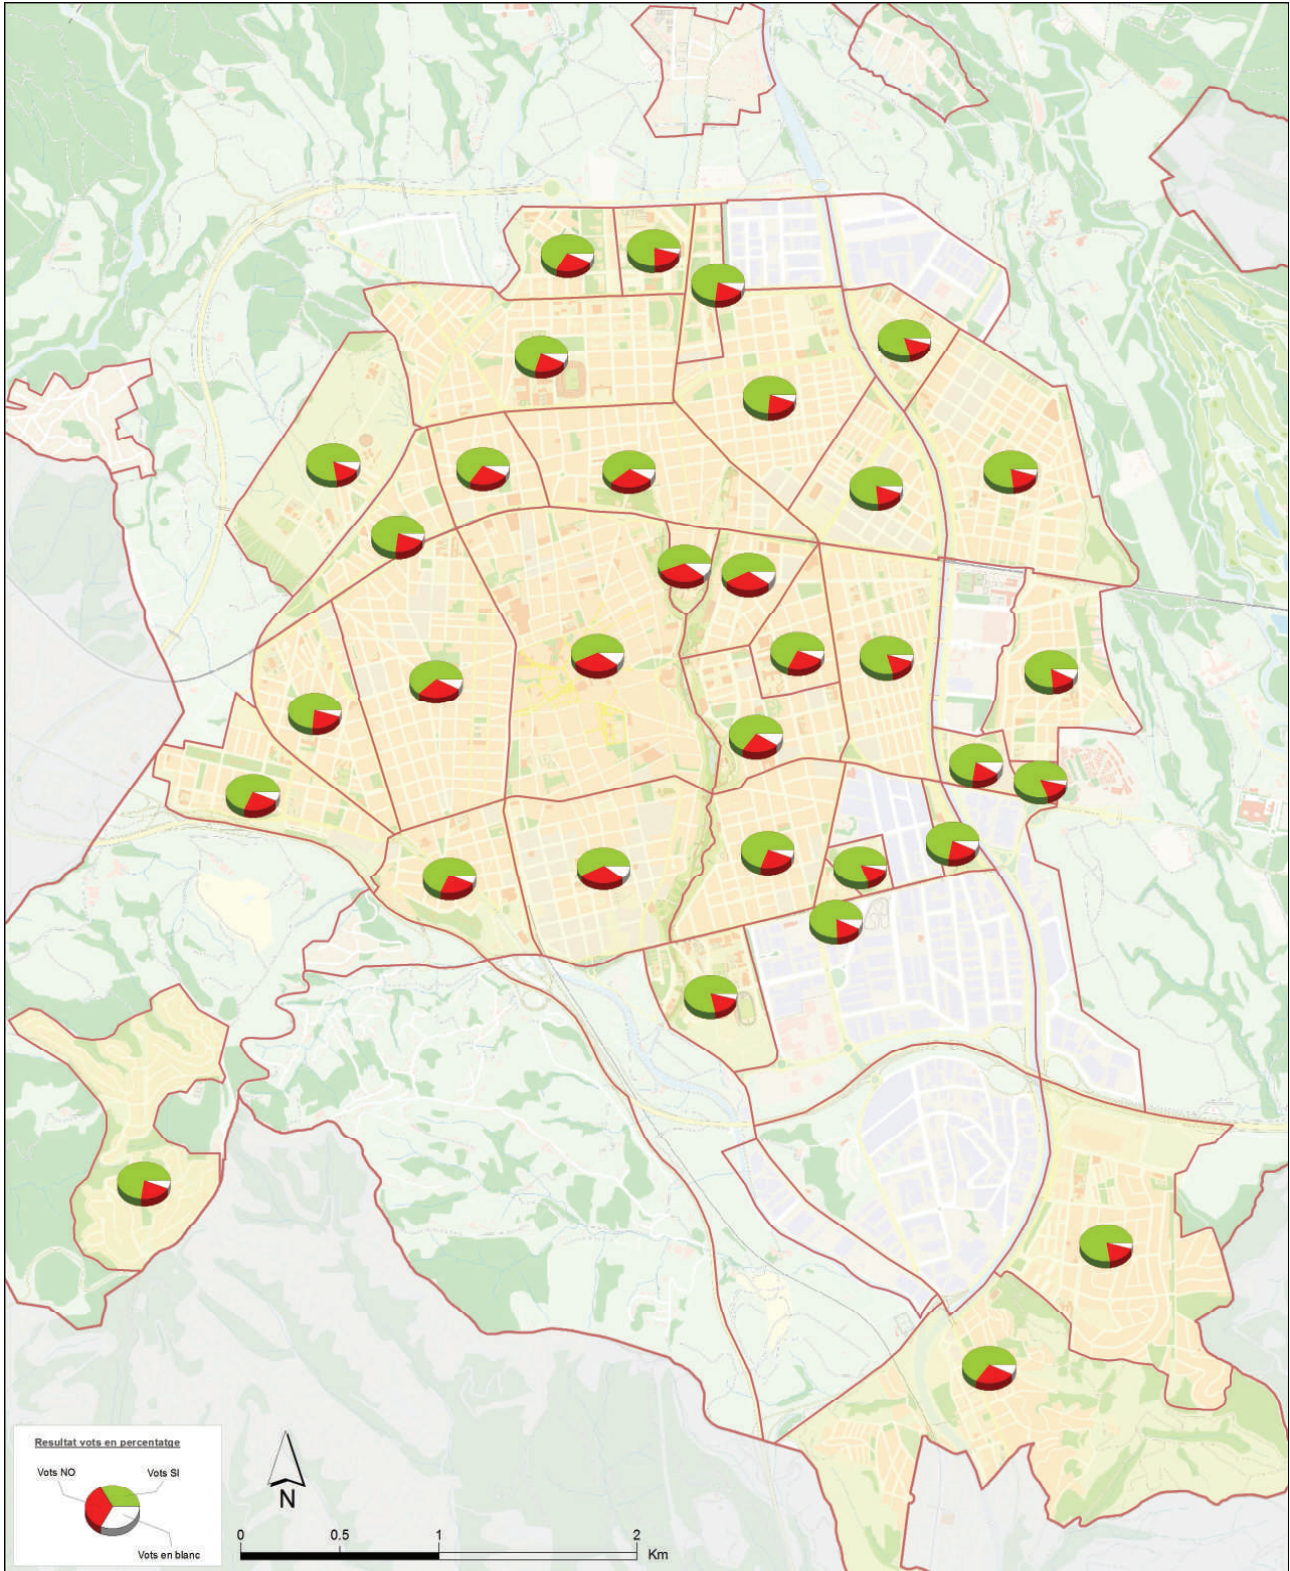 Resultat vots en percentatge
Vots NO
Vots SI
Vots en blanc
N
0 0.5 1 2
Km